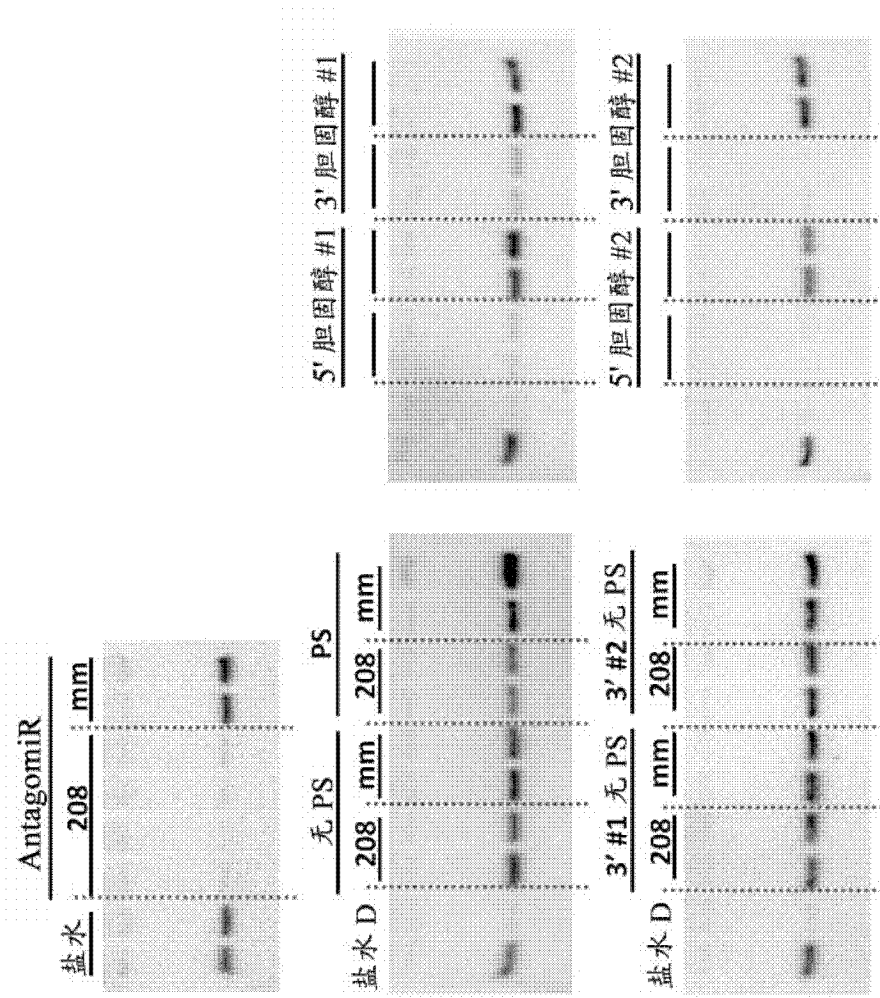 AntagomiR
盐水 208 mm
无 PS PS
盐水 D 208 mm 208 mm
3' #1 无 PS 3' #2 无 PS
盐水 D 208 mm 208 mm
5' 胆固醇 #1 3' 胆固醇 #1
5' 胆固醇 #2 3' 胆固醇 #2